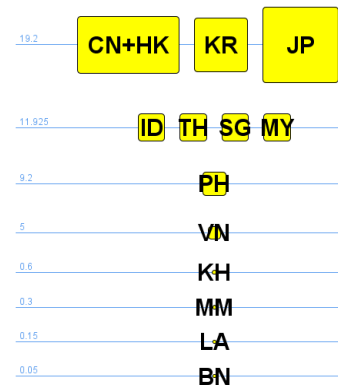 19.2 CN+HK KR JP
11.925 ID TH SG MY
9.2 PH
5 VN
0.6 KH
0.3 MM
0.15 LA
0.05 BN